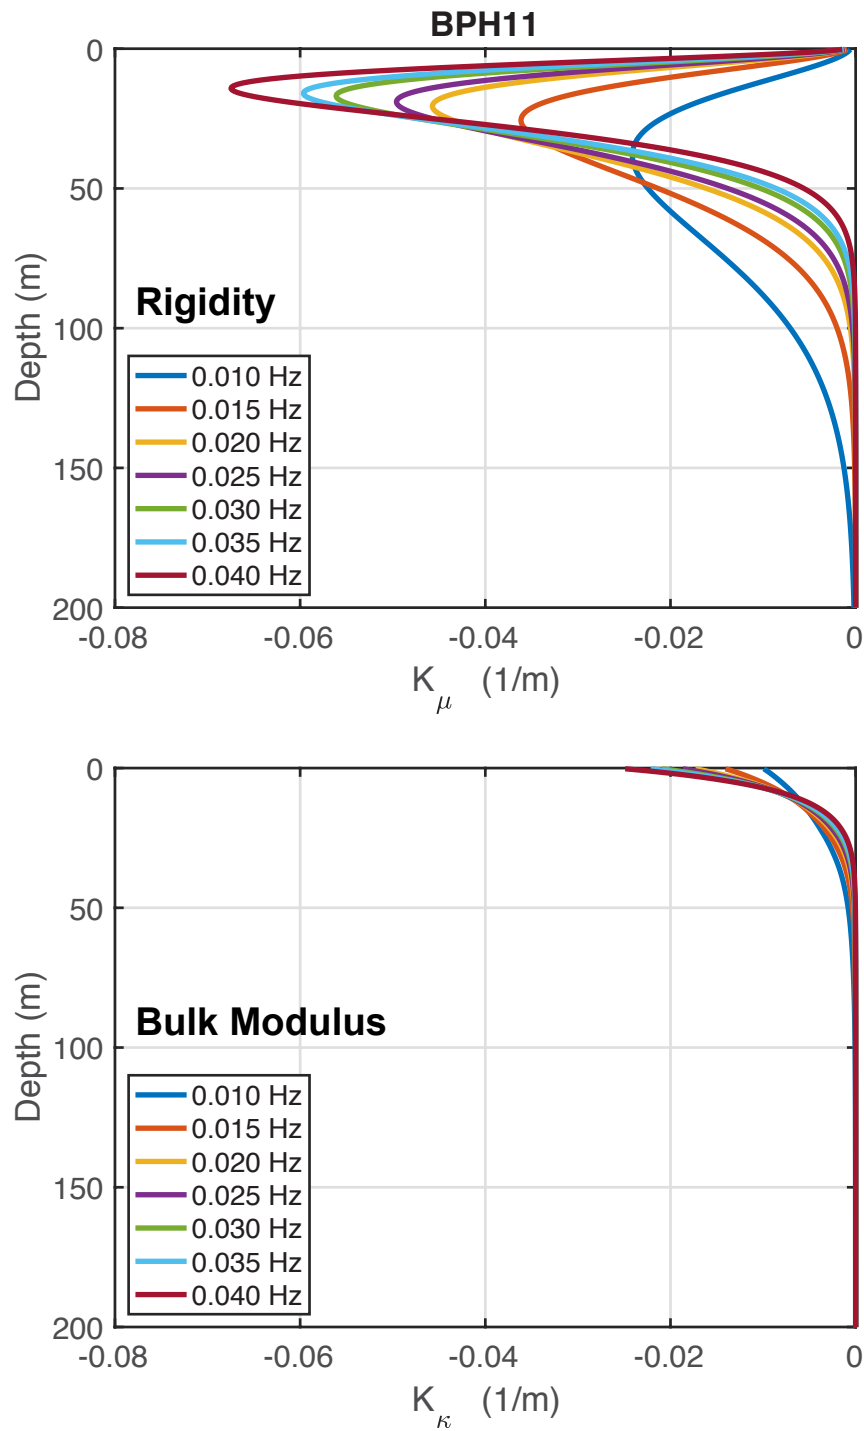 BPH11
0
50
100
150
200
Depth (m)
Rigidity
0.010 Hz
0.015 Hz
0.020 Hz
0.025 Hz
0.030 Hz
0.035 Hz
0.040 Hz
-0.08 -0.06 -0.04 -0.02 0
K_μ (1/m)
0
50
100
150
200
Depth (m)
Bulk Modulus
0.010 Hz
0.015 Hz
0.020 Hz
0.025 Hz
0.030 Hz
0.035 Hz
0.040 Hz
-0.08 -0.06 -0.04 -0.02 0
K_κ (1/m)